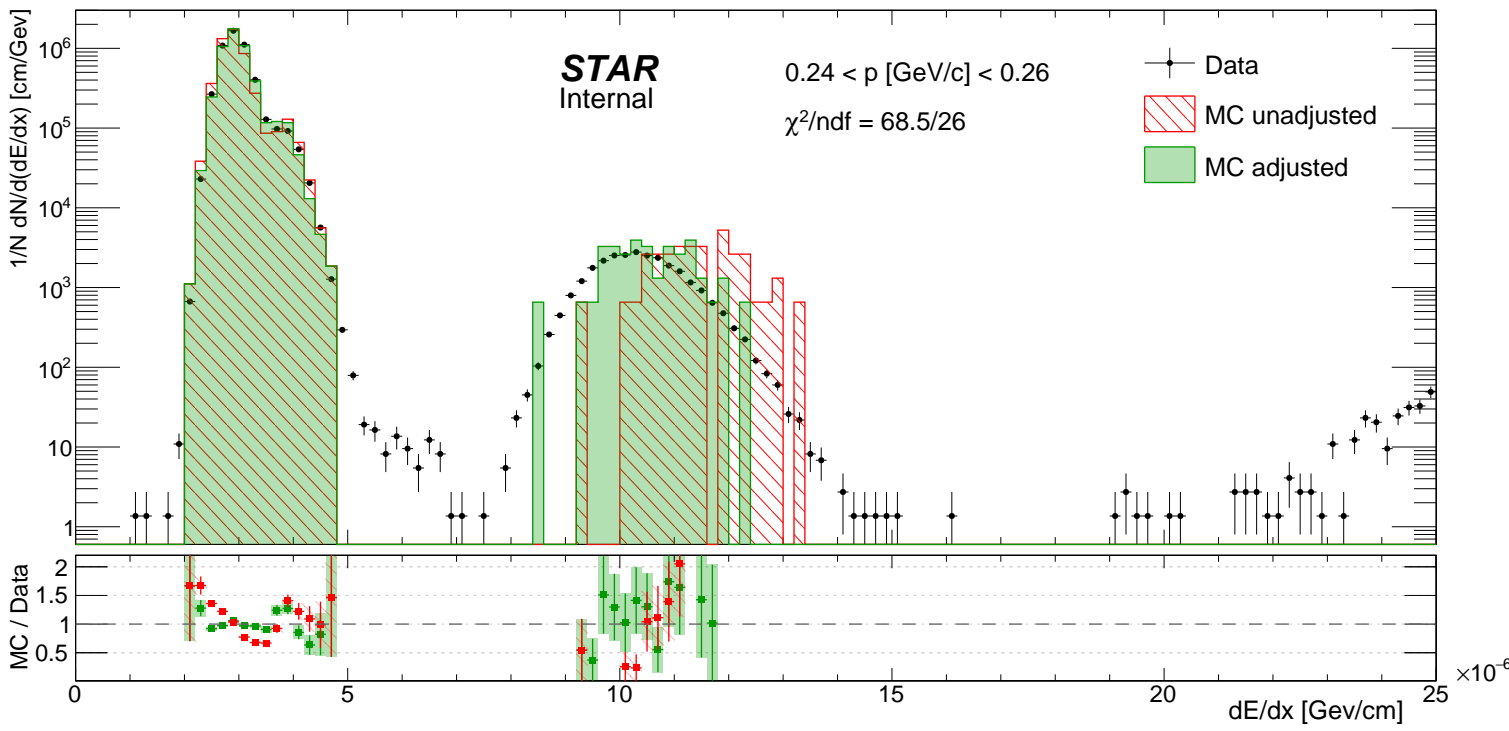 1/N dN/d(dE/dx) [cm/Gev]
10⁶
10⁵
10⁴
10³
10²
10
1
STAR
Internal
0.24 < p [GeV/c] < 0.26
χ²/ndf = 68.5/26
Data
MC unadjusted
MC adjusted
MC / Data
2
1.5
1
0.5
0 5 10 15 20 25
×10⁻⁶
dE/dx [Gev/cm]